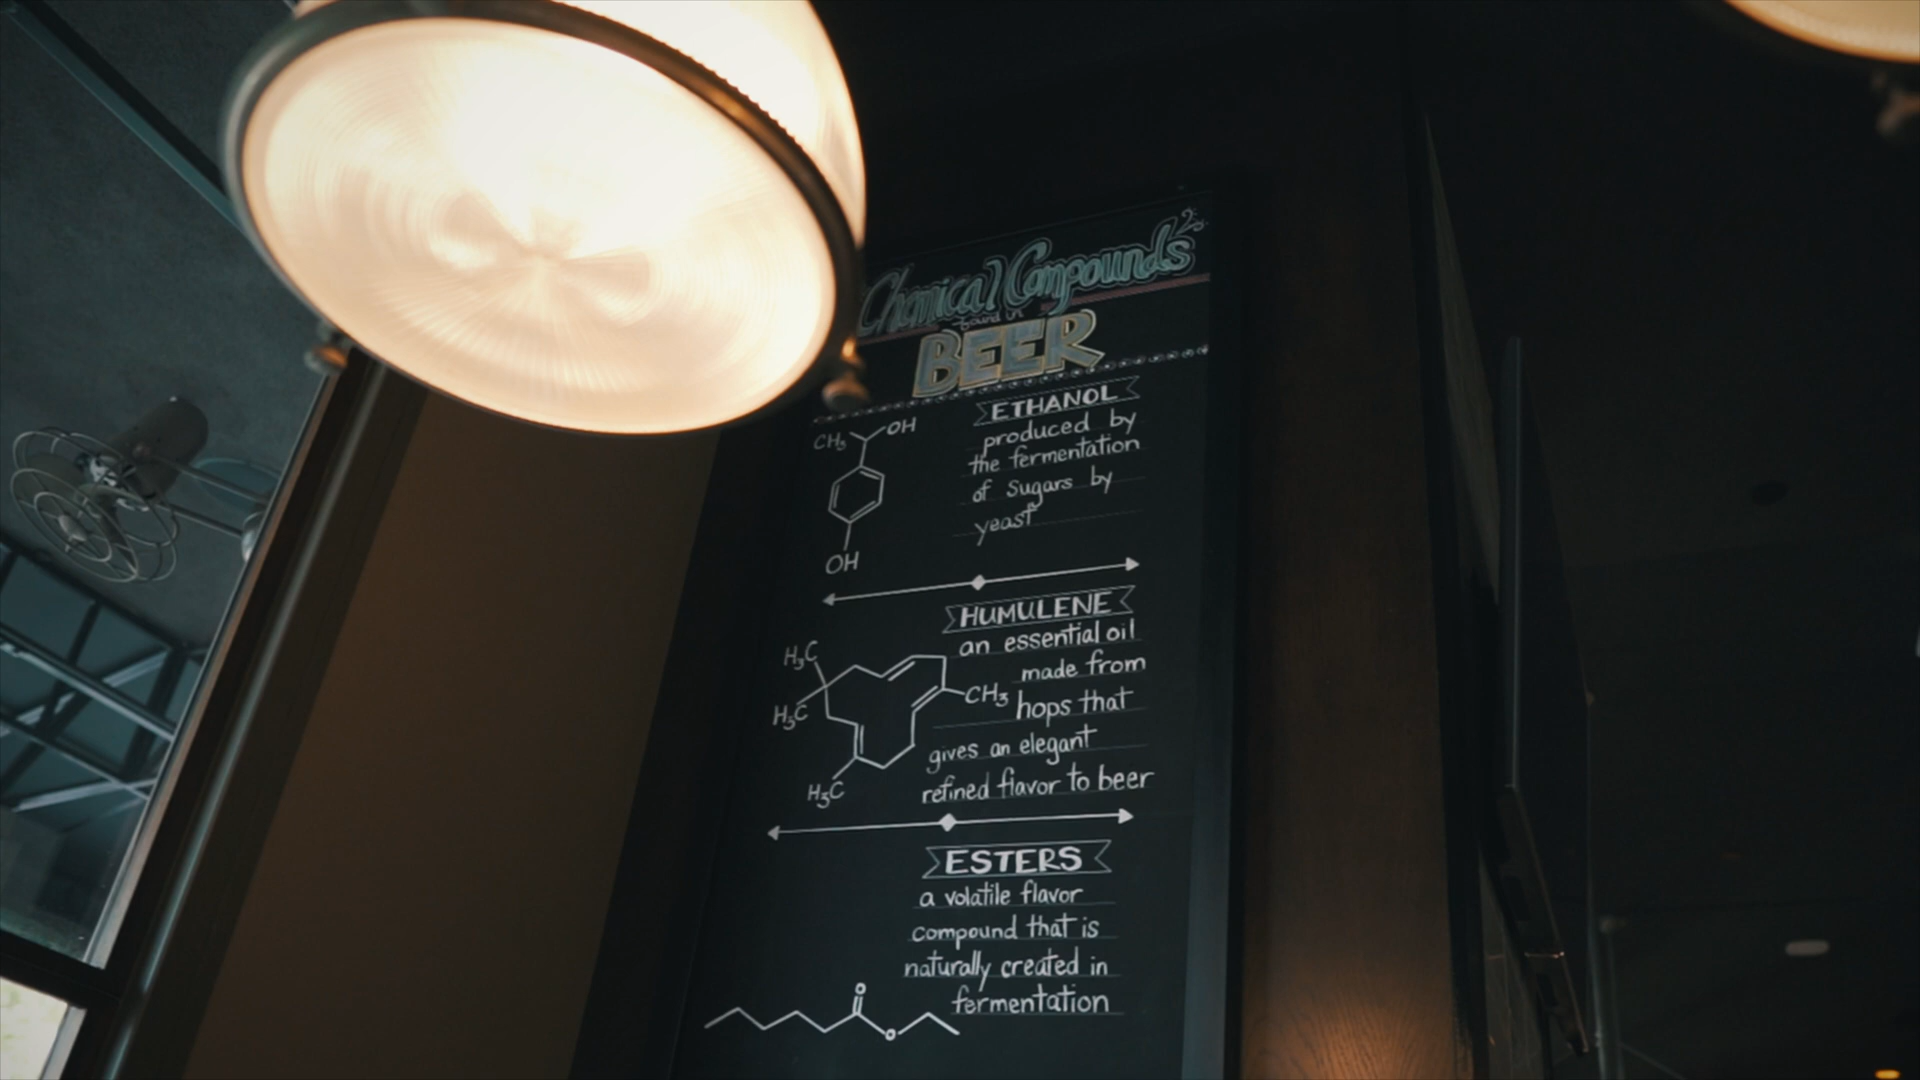 Chemical Compounds
found in
BEER
ETHANOL
produced by
the fermentation
of sugars by
yeast
CH₃
OH
OH
HUMULENE
an essential oil
made from
hops that
gives an elegant
refined flavor to beer
H₃C
H₃C
CH₃
H₃C
ESTERS
a volatile flavor
compound that is
naturally created in
fermentation
O
O